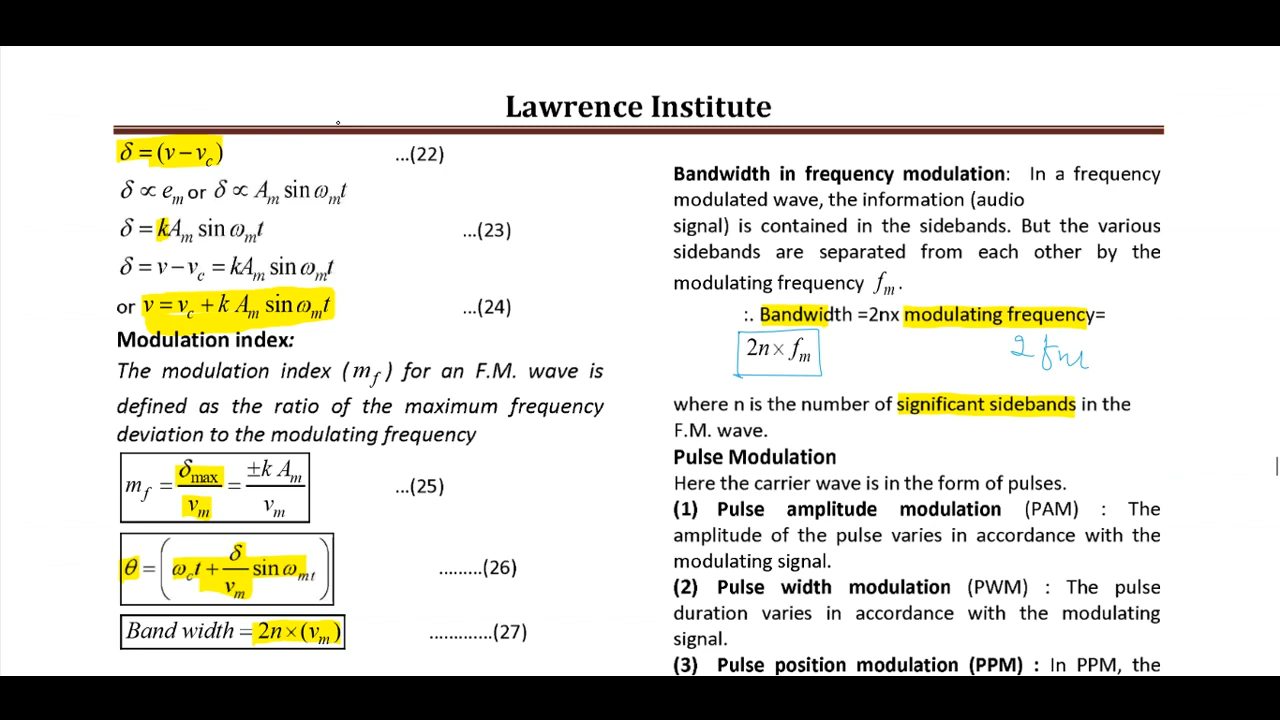 Lawrence Institute
δ = (ν − ν_c) ...(22)
δ ∝ e_m or δ ∝ A_m sin ω_m t
δ = kA_m sin ω_m t ...(23)
δ = ν − ν_c = kA_m sin ω_m t
or ν = ν_c + k A_m sin ω_m t ...(24)
Modulation index:
The modulation index (m_f) for an F.M. wave is
defined as the ratio of the maximum frequency
deviation to the modulating frequency
m_f = δ_max / ν_m = ±k A_m / ν_m ...(25)
θ = (ω_c t + δ / ν_m sin ω_mt) .........(26)
Band width = 2n × (ν_m) .............(27)
Bandwidth in frequency modulation: In a frequency
modulated wave, the information (audio
signal) is contained in the sidebands. But the various
sidebands are separated from each other by the
modulating frequency f_m .
:. Bandwidth =2nx modulating frequency=
2n × f_m 2 fm
where n is the number of significant sidebands in the
F.M. wave.
Pulse Modulation
Here the carrier wave is in the form of pulses.
(1) Pulse amplitude modulation (PAM) : The
amplitude of the pulse varies in accordance with the
modulating signal.
(2) Pulse width modulation (PWM) : The pulse
duration varies in accordance with the modulating
signal.
(3) Pulse position modulation (PPM) : In PPM, the